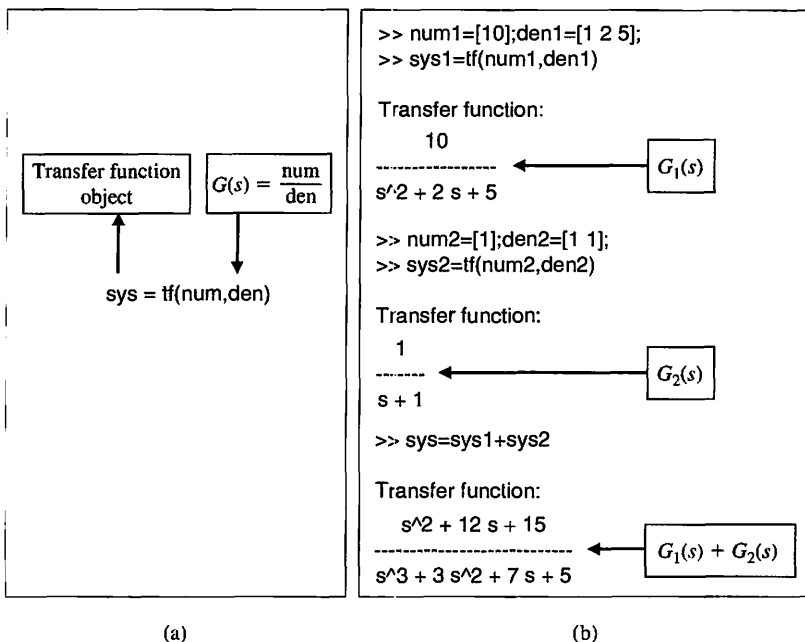 Transfer function
object
G(s) = num
den
sys = tf(num,den)
(a)
>> num1=[10];den1=[1 2 5];
>> sys1=tf(num1,den1)
Transfer function:
10
----------------
s^2 + 2 s + 5
G1(s)
>> num2=[1];den2=[1 1];
>> sys2=tf(num2,den2)
Transfer function:
1
------
s + 1
G2(s)
>> sys=sys1+sys2
Transfer function:
s^2 + 12 s + 15
--------------------------
s^3 + 3 s^2 + 7 s + 5
G1(s) + G2(s)
(b)